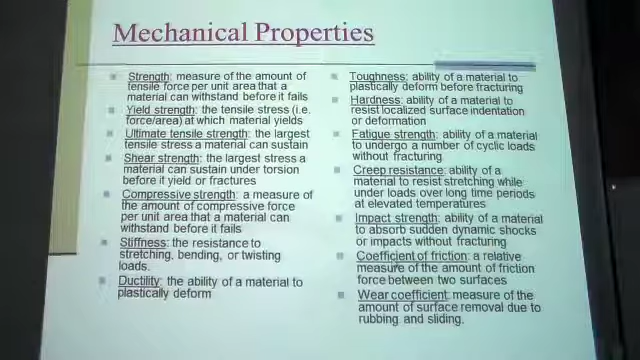 Mechanical Properties
Strength: measure of the amount of
tensile force per unit area that a
material can withstand before it fails
Yield strength: the tensile stress (i.e.
force/area) at which material yields
Ultimate tensile strength: the largest
tensile stress a material can sustain
Shear strength: the largest stress a
material can sustain under torsion
before it yield or fractures
Compressive strength: a measure of
the amount of compressive force
per unit area that a material can
withstand before it fails
Stiffness: the resistance to
stretching, bending, or twisting
loads.
Ductility: the ability of a material to
plastically deform
Toughness: ability of a material to
plastically deform before fracturing
Hardness: ability of a material to
resist localized surface indentation
or deformation
Fatigue strength: ability of a material
to undergo a number of cyclic loads
without fracturing.
Creep resistance: ability of a
material to resist stretching while
under loads over long time periods
at elevated temperatures
Impact strength: ability of a material
to absorb sudden dynamic shocks
or impacts without fracturing
Coefficient of friction: a relative
measure of the amount of friction
force between two surfaces
Wear coefficient: measure of the
amount of surface removal due to
rubbing and sliding.